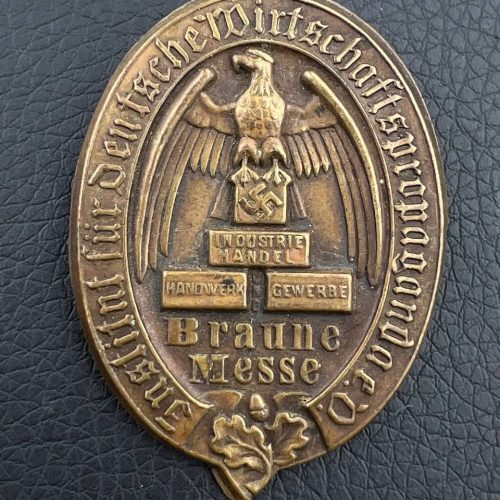 Institut für Deutsche Wirtschaftspropaganda e.V.
INDUSTRIE
HANDEL
HANDWERK GEWERBE
Braune
Messe